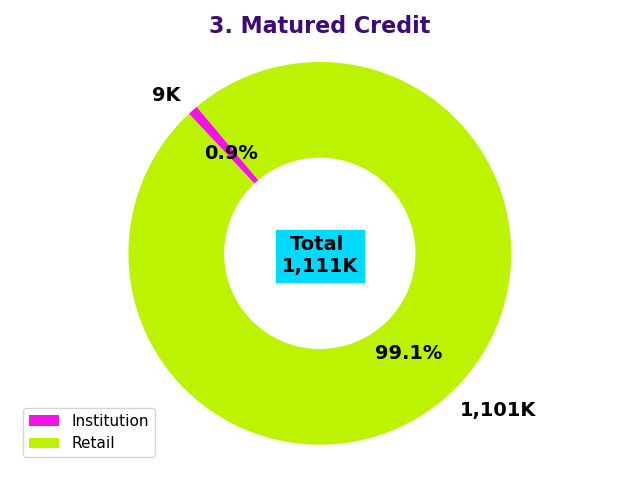 3. Matured Credit
9K
0.9%
Total
1,111K
99.1%
1,101K
Institution
Retail